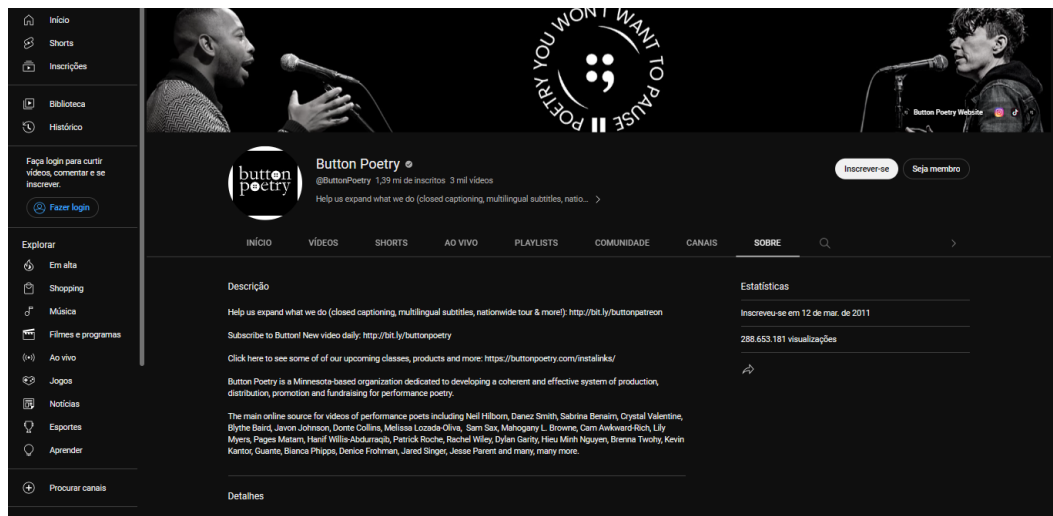 Início
Shorts
Inscrições
Biblioteca
Histórico
Faça login para curtir
vídeos, comentar e se
inscrever.
Fazer login
Explorar
Em alta
Shopping
Música
Filmes e programas
Ao vivo
Jogos
Notícias
Esportes
Aprender
Procurar canais
POETRY YOU WONT WANT TO PAUSE
Button Poetry Website
button
poetry
Button Poetry
@ButtonPoetry 1,39 mi de inscritos 3 mil vídeos
Help us expand what we do (closed captioning, multilingual subtitles, natio...
Inscrever-se
Seja membro
INÍCIO VÍDEOS SHORTS AO VIVO PLAYLISTS COMUNIDADE CANAIS SOBRE
Descrição
Help us expand what we do (closed captioning, multilingual subtitles, nationwide tour & more!): http://bit.ly/buttonpatreon
Subscribe to Button! New video daily: http://bit.ly/buttonpoetry
Click here to see some of of our upcoming classes, products and more: https://buttonpoetry.com/instalinks/
Button Poetry is a Minnesota-based organization dedicated to developing a coherent and effective system of production,
distribution, promotion and fundraising for performance poetry.
The main online source for videos of performance poets including Neil Hilborn, Danez Smith, Sabrina Benaim, Crystal Valentine,
Blythe Baird, Javon Johnson, Donte Collins, Melissa Lozada-Oliva, Sam Sax, Mahogany L. Browne, Cam Awkward-Rich, Lily
Myers, Pages Matam, Hanif Willis-Abdurraqib, Patrick Roche, Rachel Wiley, Dylan Garity, Hieu Minh Nguyen, Brenna Twohy, Kevin
Kantor, Guante, Bianca Phipps, Denice Frohman, Jared Singer, Jesse Parent and many, many more.
Detalhes
Estatísticas
Inscreveu-se em 12 de mar. de 2011
288.653.181 visualizações